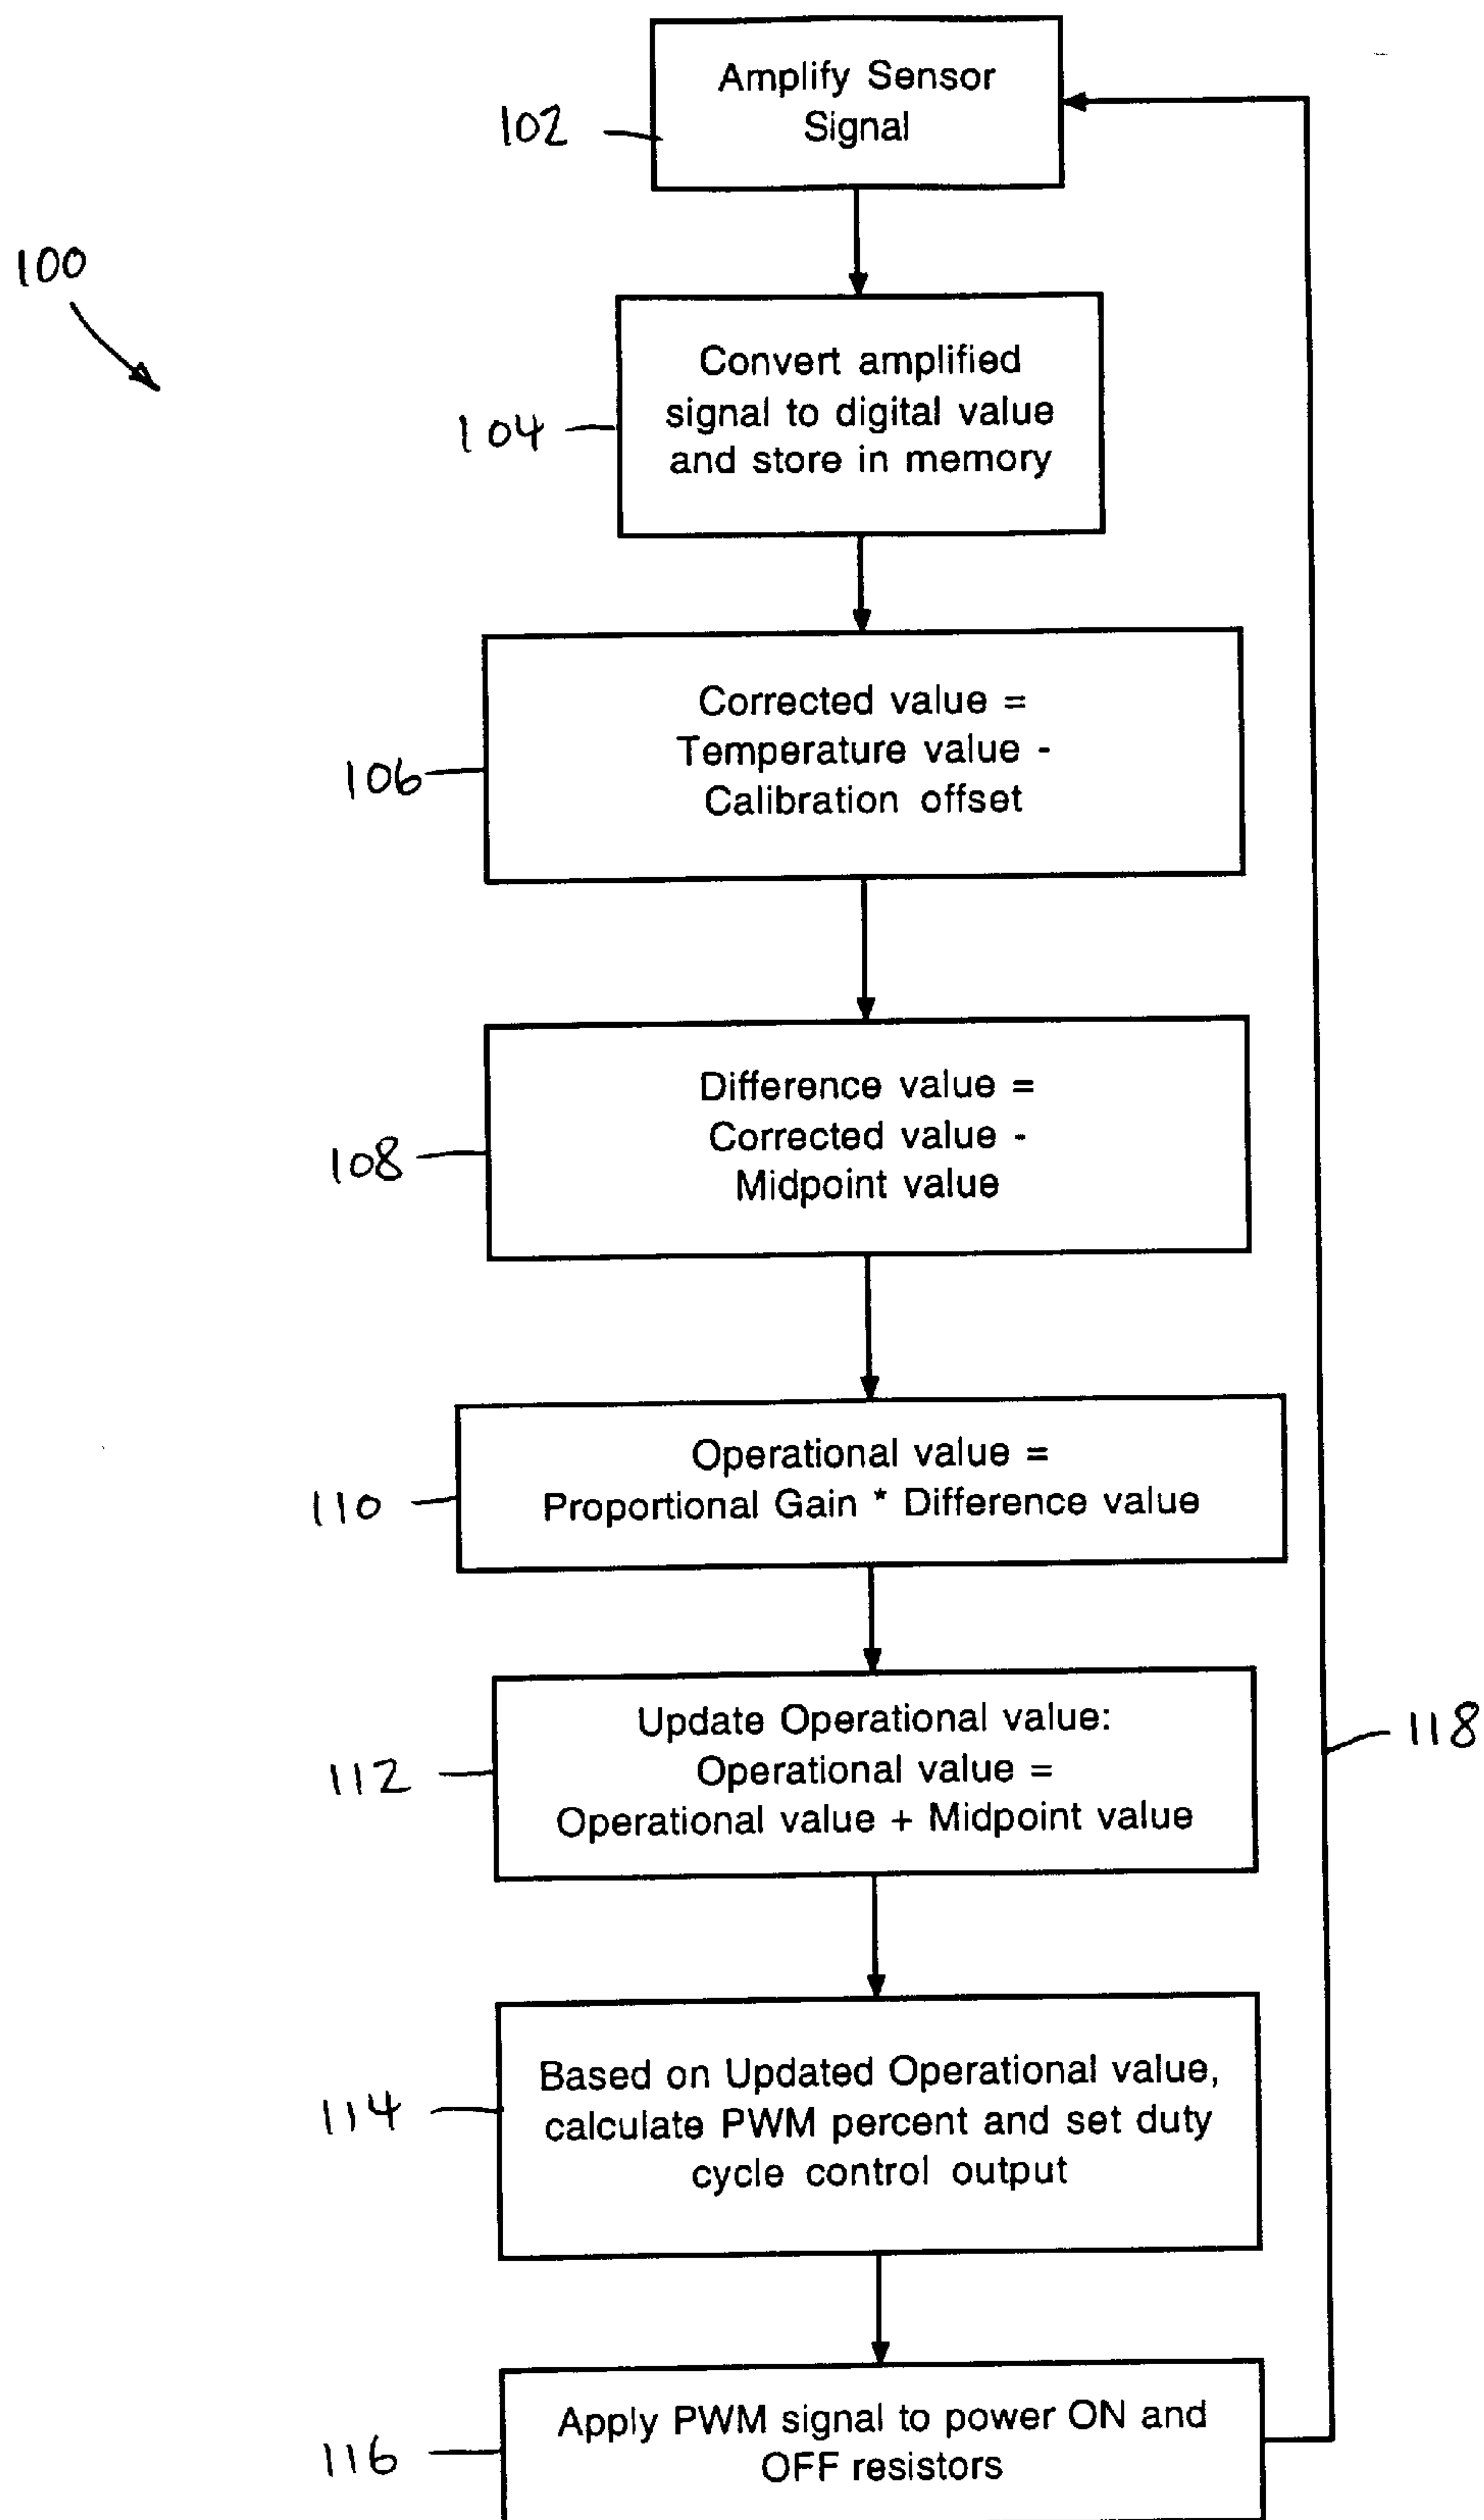 Amplify Sensor
Signal
102
100
Convert amplified
signal to digital value
and store in memory
104
Corrected value =
Temperature value -
Calibration offset
106
Difference value =
Corrected value -
Midpoint value
108
Operational value =
Proportional Gain * Difference value
110
Update Operational value:
Operational value =
Operational value + Midpoint value
112
118
Based on Updated Operational value,
calculate PWM percent and set duty
cycle control output
114
Apply PWM signal to power ON and
OFF resistors
116